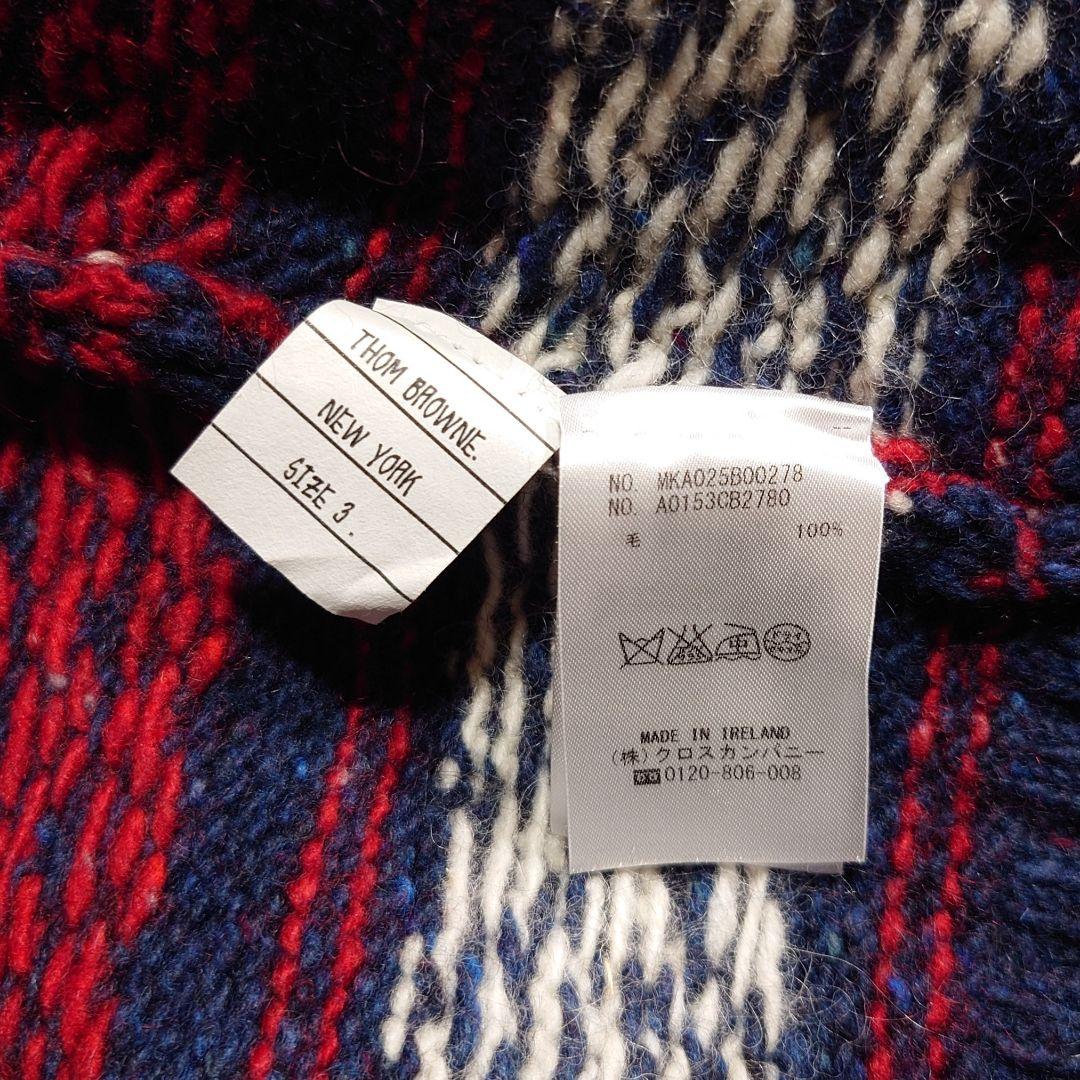 THOM BROWNE.
NEW YORK
SIZE 3.
NO. MKA025B00278
NO. A0153CB2780
毛 100%
MADE IN IRELAND
(株)クロスカンパニー
0120-806-008